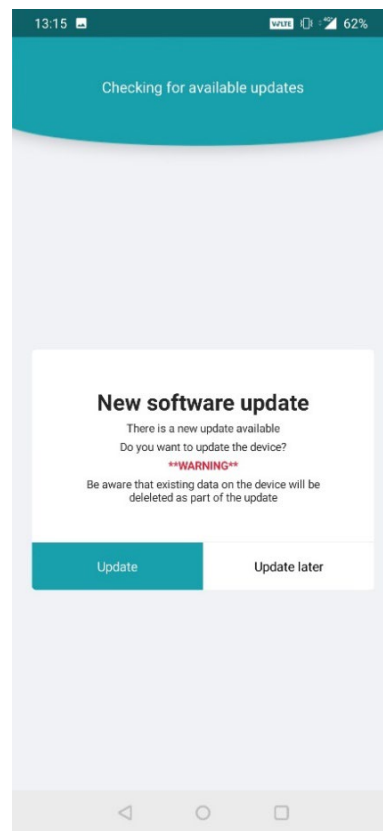 13:15 VoLTE 4G 62%
Checking for available updates
New software update
There is a new update available
Do you want to update the device?
**WARNING**
Be aware that existing data on the device will be
deleleted as part of the update
Update Update later